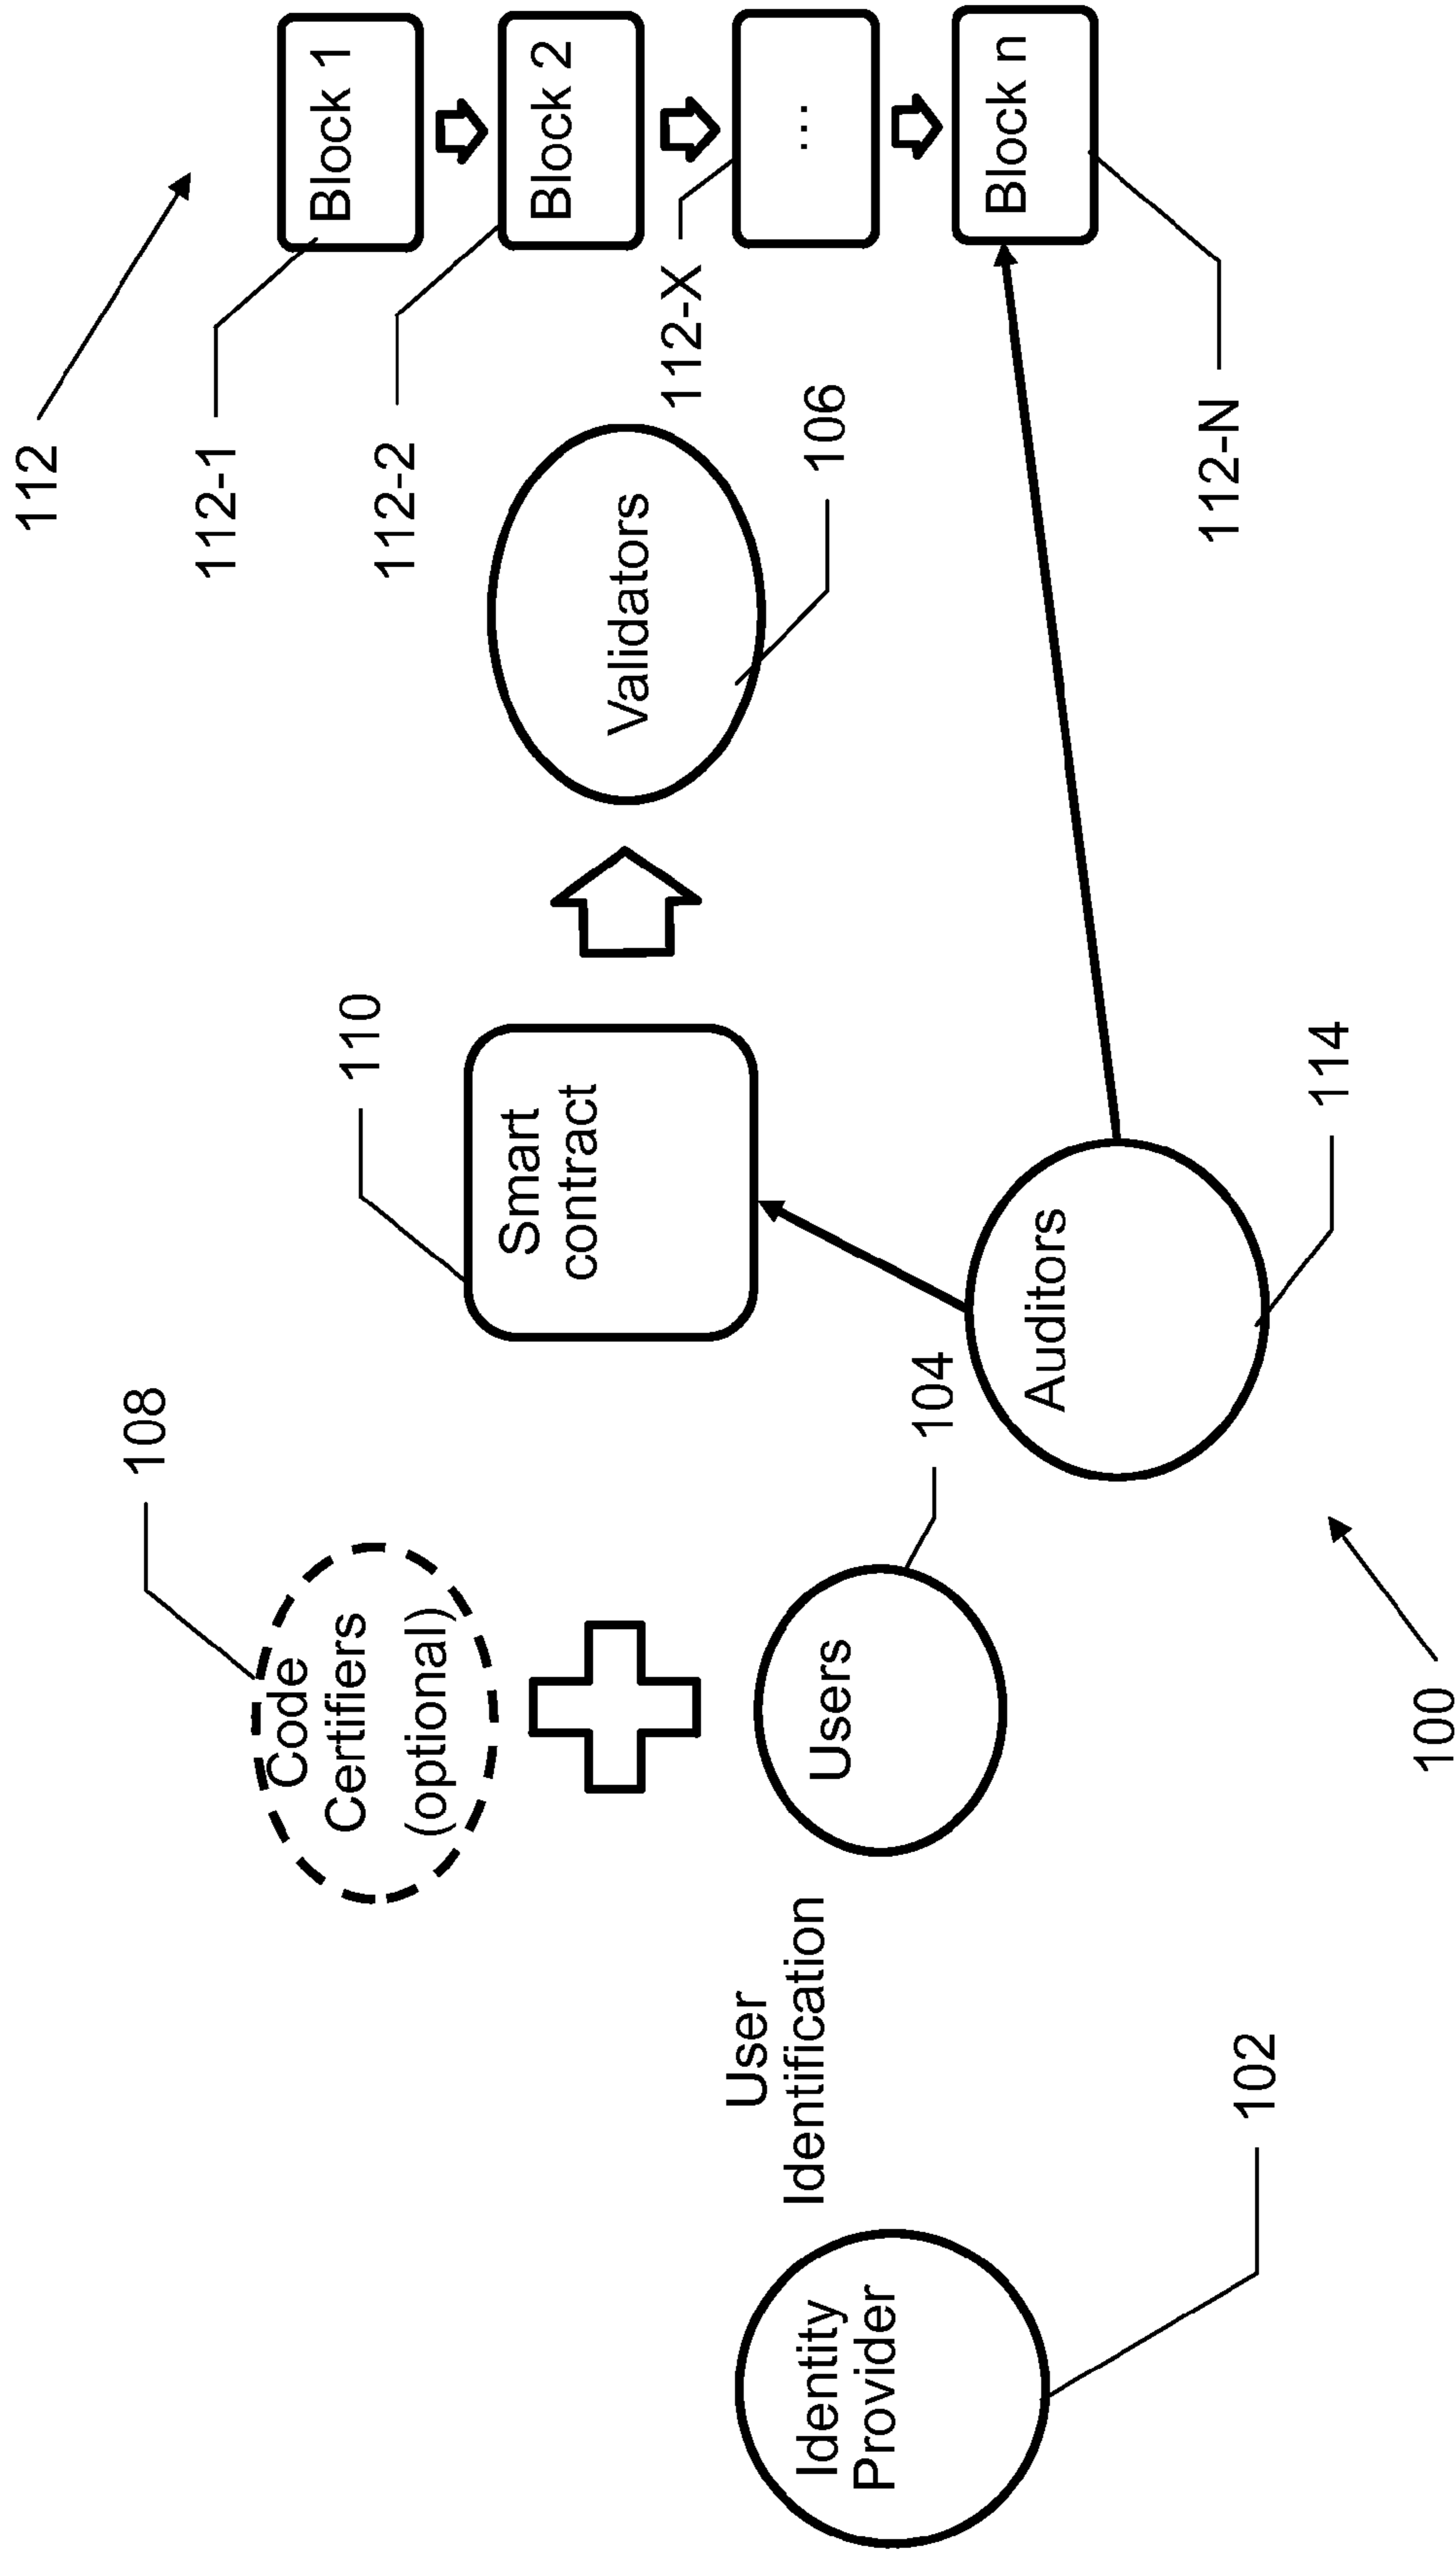 112
112-1
112-2
112-X
112-N
Block 1
Block 2
...
Block n
108
Code
Certifiers
(optional)
110
Smart
contract
Validators
106
User
Identification
Users
104
Identity
Provider
102
Auditors
114
100